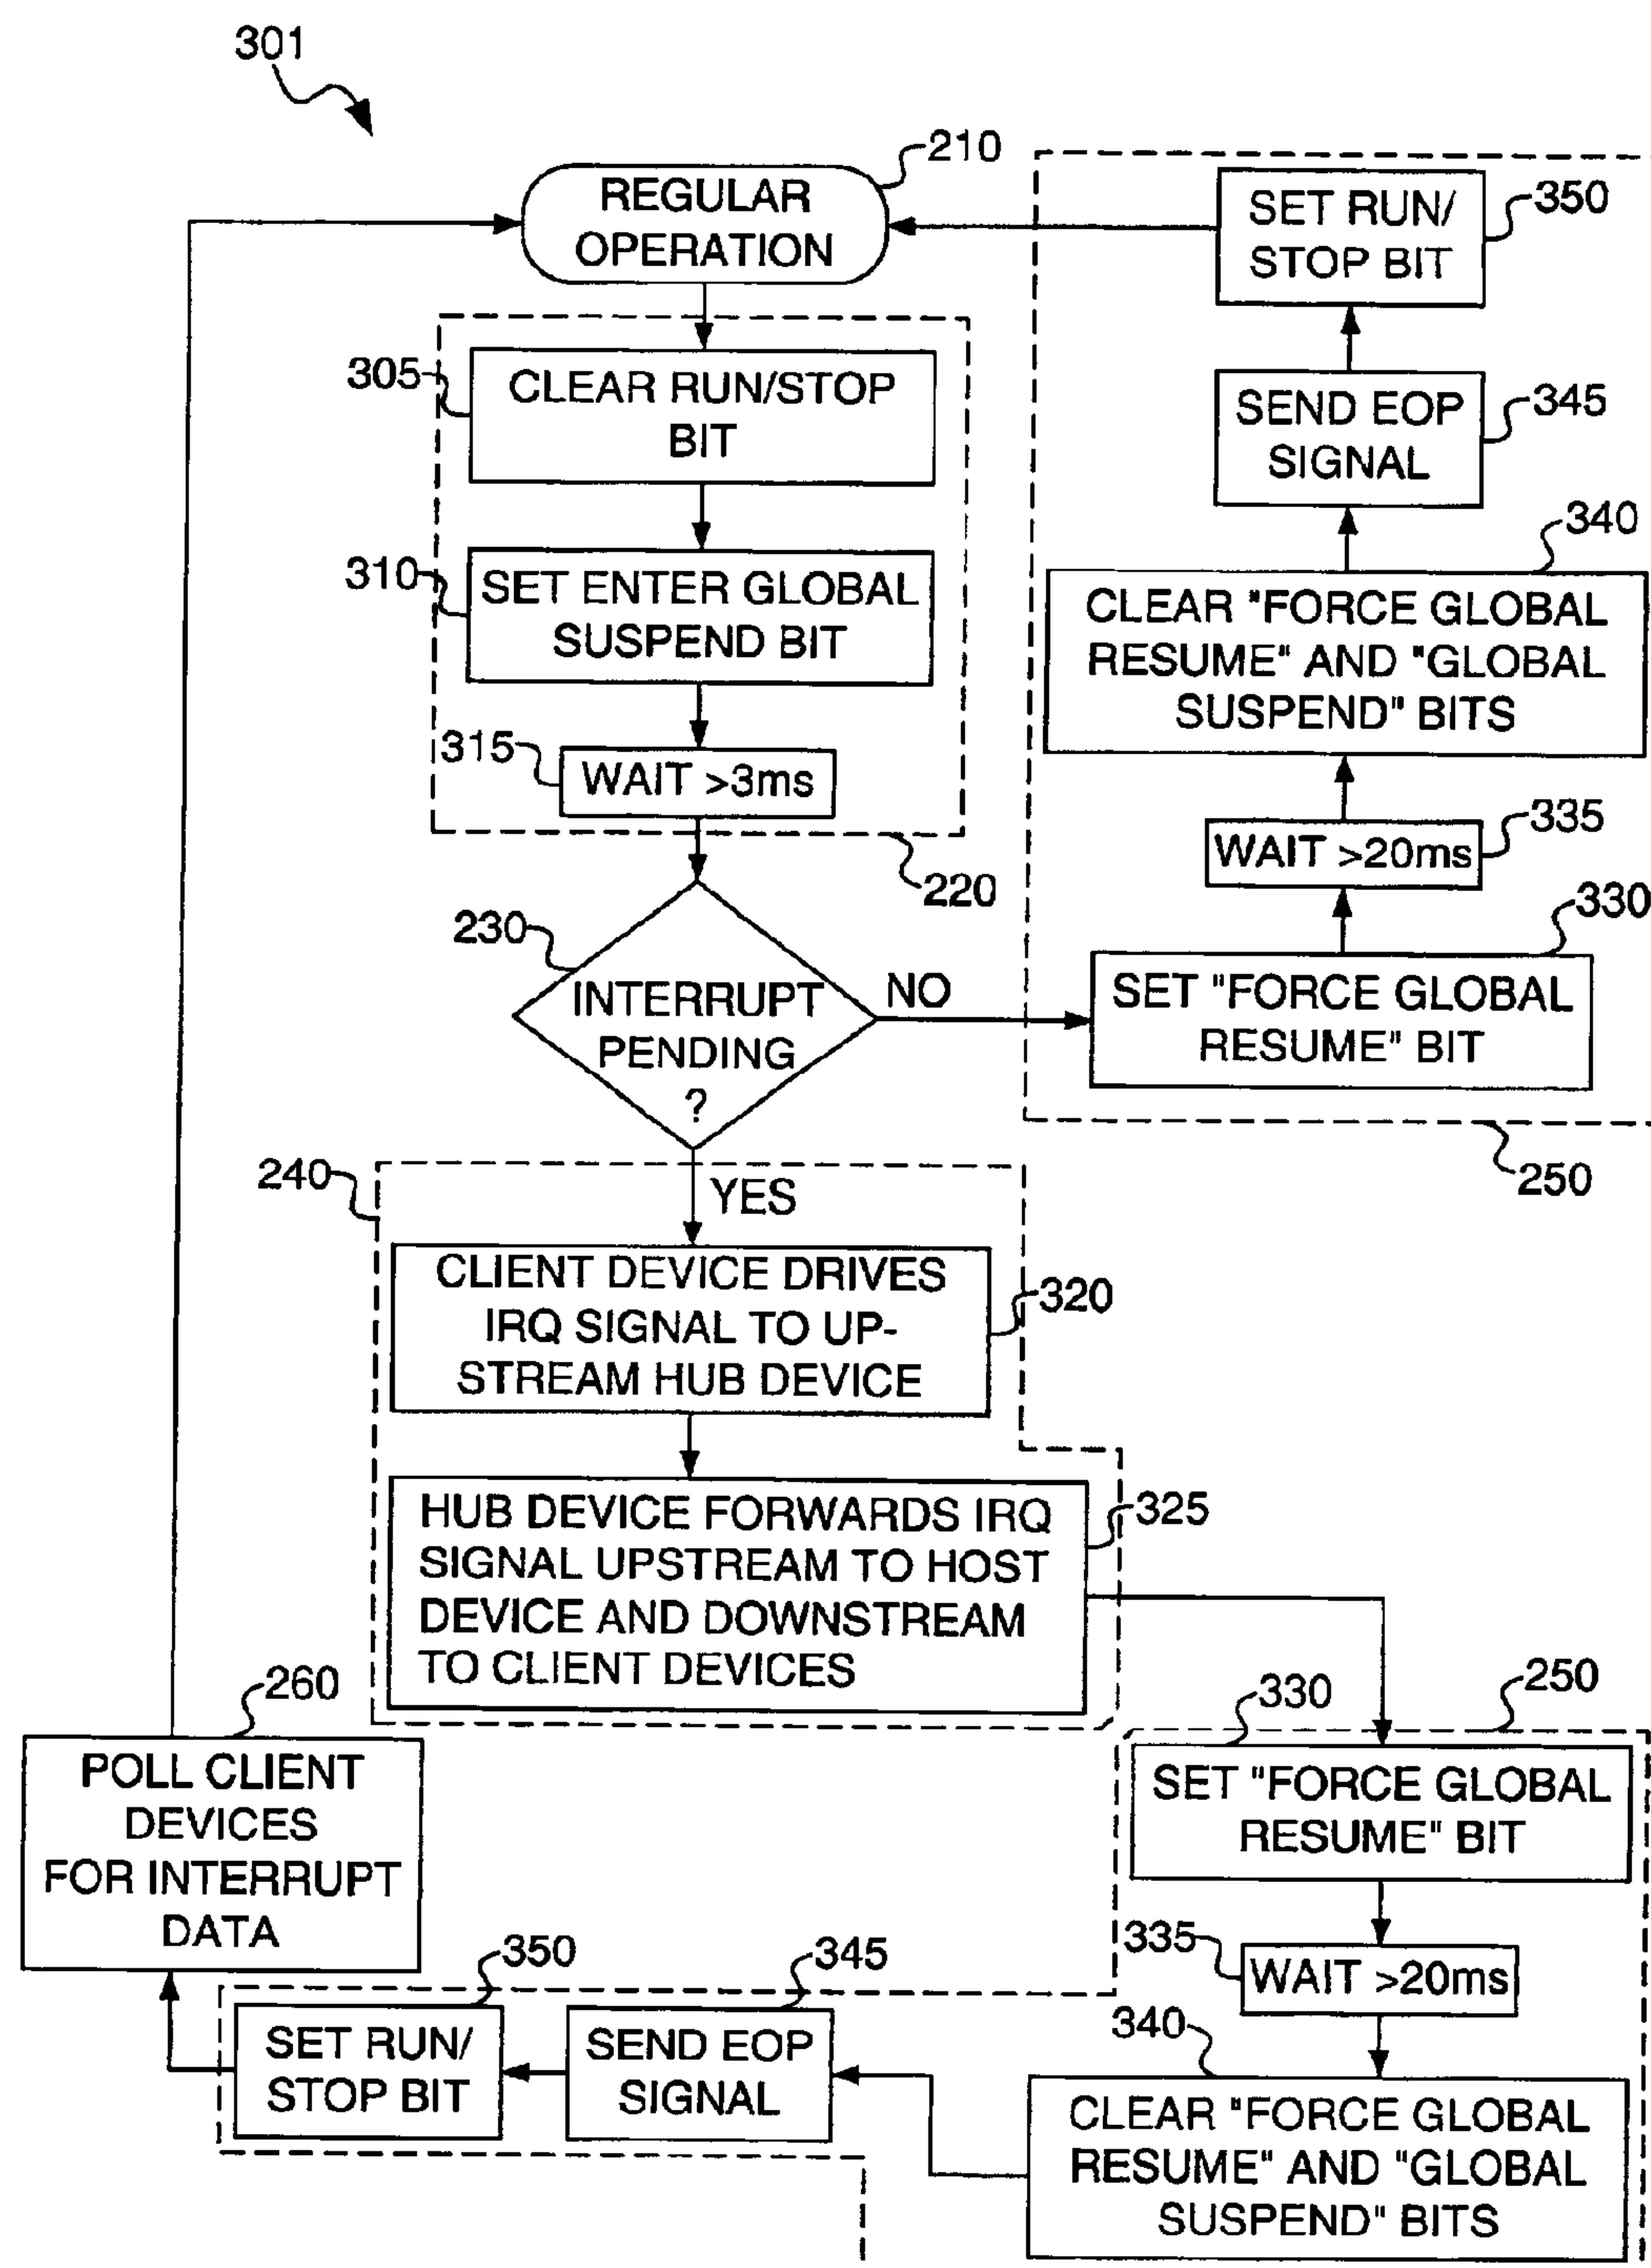 301
210
REGULAR
OPERATION
350
SET RUN/
STOP BIT
305
CLEAR RUN/STOP
BIT
345
SEND EOP
SIGNAL
310
SET ENTER GLOBAL
SUSPEND BIT
340
CLEAR "FORCE GLOBAL
RESUME" AND "GLOBAL
SUSPEND" BITS
315
WAIT >3ms
335
WAIT >20ms
220
330
230
INTERRUPT
PENDING
?
NO
SET "FORCE GLOBAL
RESUME" BIT
250
240
YES
CLIENT DEVICE DRIVES
IRQ SIGNAL TO UP-
STREAM HUB DEVICE
320
HUB DEVICE FORWARDS IRQ
SIGNAL UPSTREAM TO HOST
DEVICE AND DOWNSTREAM
TO CLIENT DEVICES
325
260
POLL CLIENT
DEVICES
FOR INTERRUPT
DATA
330
250
SET "FORCE GLOBAL
RESUME" BIT
335
WAIT >20ms
350
SET RUN/
STOP BIT
345
SEND EOP
SIGNAL
340
CLEAR "FORCE GLOBAL
RESUME" AND "GLOBAL
SUSPEND" BITS